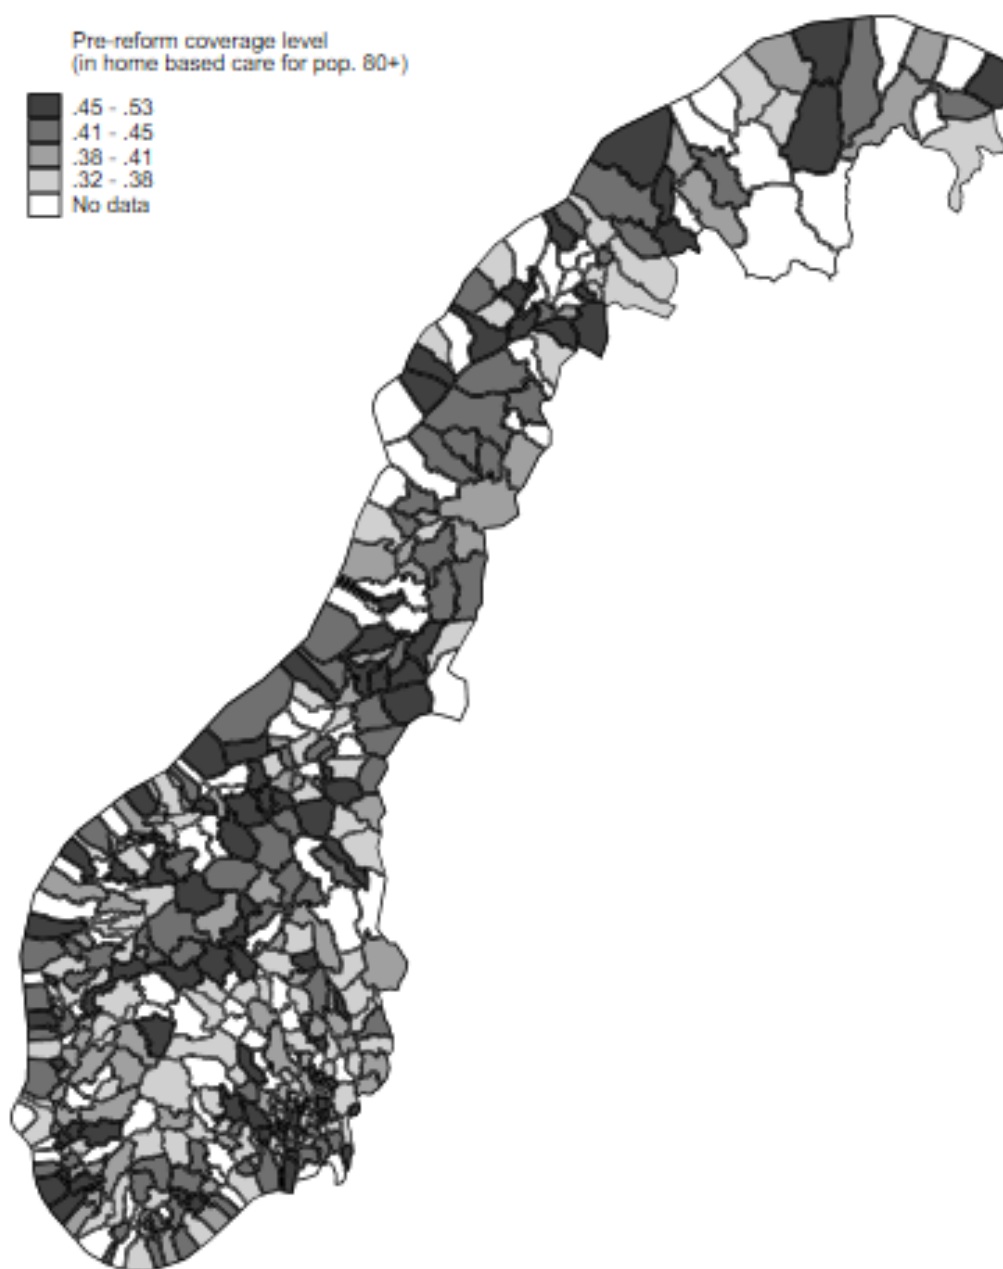 Pre-reform coverage level
(in home based care for pop. 80+)
.45 - .53
.41 - .45
.38 - .41
.32 - .38
No data